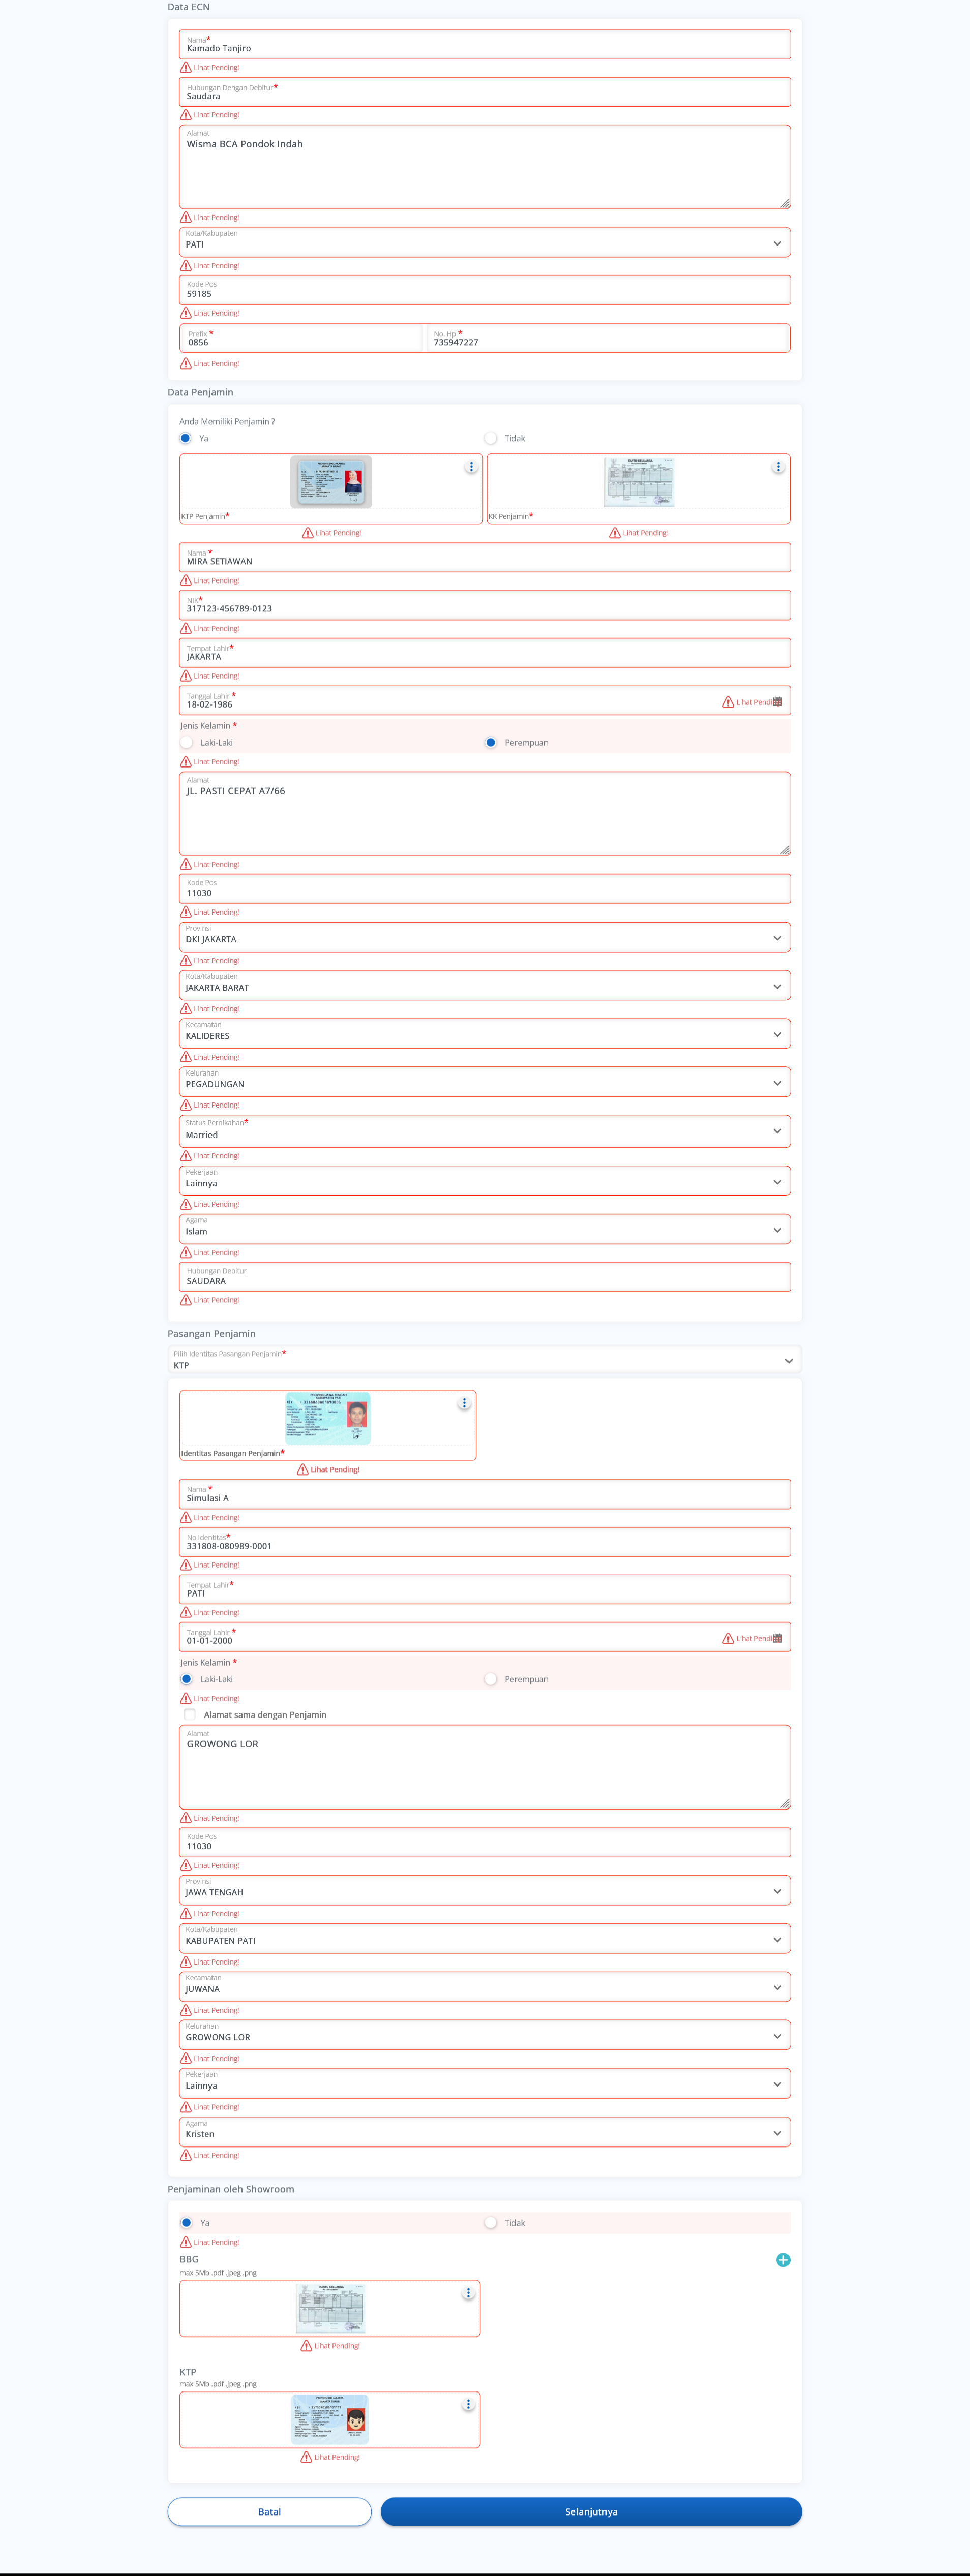 Data ECN
Nama*
Kamado Tanjiro
Lihat Pending!
Hubungan Dengan Debitur*
Saudara
Lihat Pending!
Alamat
Wisma BCA Pondok Indah
Lihat Pending!
Kota/Kabupaten
PATI
Lihat Pending!
Kode Pos
59185
Lihat Pending!
Prefix * No. Hp *
0856 735947227
Lihat Pending!
Data Penjamin
Anda Memiliki Penjamin ?
Ya Tidak
KTP Penjamin* KK Penjamin*
Lihat Pending! Lihat Pending!
Nama *
MIRA SETIAWAN
Lihat Pending!
NIK*
317123-456789-0123
Lihat Pending!
Tempat Lahir*
JAKARTA
Lihat Pending!
Tanggal Lahir *
18-02-1986 Lihat Pendi
Jenis Kelamin *
Laki-Laki Perempuan
Lihat Pending!
Alamat
JL. PASTI CEPAT A7/66
Lihat Pending!
Kode Pos
11030
Lihat Pending!
Provinsi
DKI JAKARTA
Lihat Pending!
Kota/Kabupaten
JAKARTA BARAT
Lihat Pending!
Kecamatan
KALIDERES
Lihat Pending!
Kelurahan
PEGADUNGAN
Lihat Pending!
Status Pernikahan*
Married
Lihat Pending!
Pekerjaan
Lainnya
Lihat Pending!
Agama
Islam
Lihat Pending!
Hubungan Debitur
SAUDARA
Lihat Pending!
Pasangan Penjamin
Pilih Identitas Pasangan Penjamin*
KTP
Identitas Pasangan Penjamin*
Lihat Pending!
Nama *
Simulasi A
Lihat Pending!
No Identitas*
331808-080989-0001
Lihat Pending!
Tempat Lahir*
PATI
Lihat Pending!
Tanggal Lahir *
01-01-2000 Lihat Pendi
Jenis Kelamin *
Laki-Laki Perempuan
Lihat Pending!
Alamat sama dengan Penjamin
Alamat
GROWONG LOR
Lihat Pending!
Kode Pos
11030
Lihat Pending!
Provinsi
JAWA TENGAH
Lihat Pending!
Kota/Kabupaten
KABUPATEN PATI
Lihat Pending!
Kecamatan
JUWANA
Lihat Pending!
Kelurahan
GROWONG LOR
Lihat Pending!
Pekerjaan
Lainnya
Lihat Pending!
Agama
Kristen
Lihat Pending!
Penjaminan oleh Showroom
Ya Tidak
Lihat Pending!
BBG
max 5Mb .pdf .jpeg .png
Lihat Pending!
KTP
max 5Mb .pdf .jpeg .png
Lihat Pending!
Batal Selanjutnya